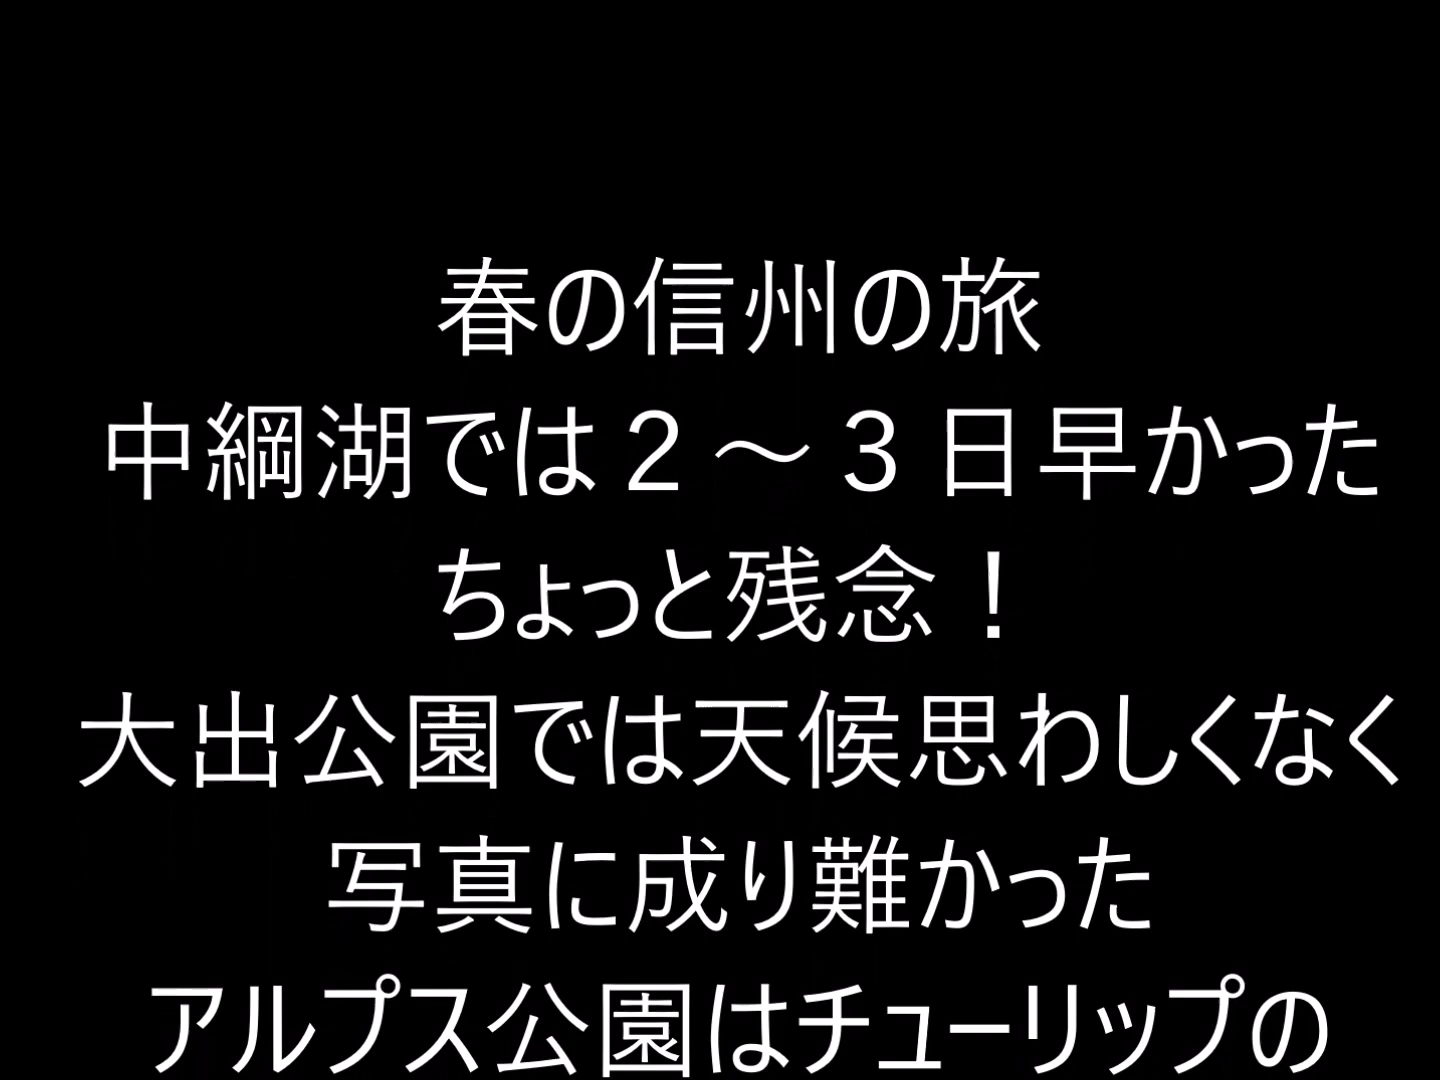 春の信州の旅
中綱湖では２～３日早かった
ちょっと残念！
大出公園では天候思わしくなく
写真に成り難かった
アルプス公園はチューリップの